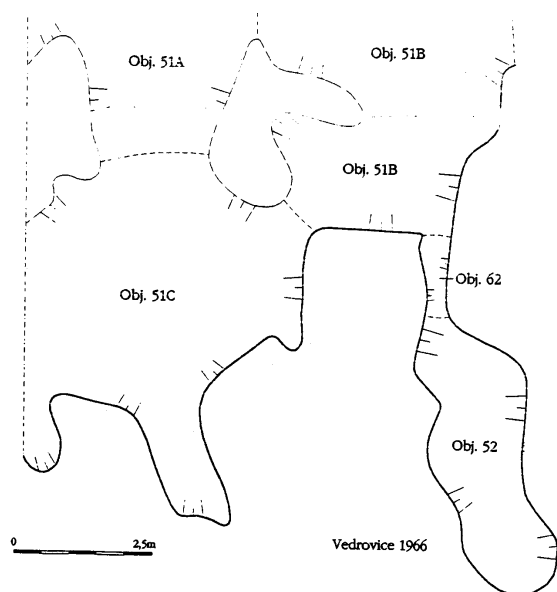 Obj. 51A
Obj. 51B
Obj. 51B
Obj. 62
Obj. 51C
Obj. 52
0 2,5m
Vedrovice 1966